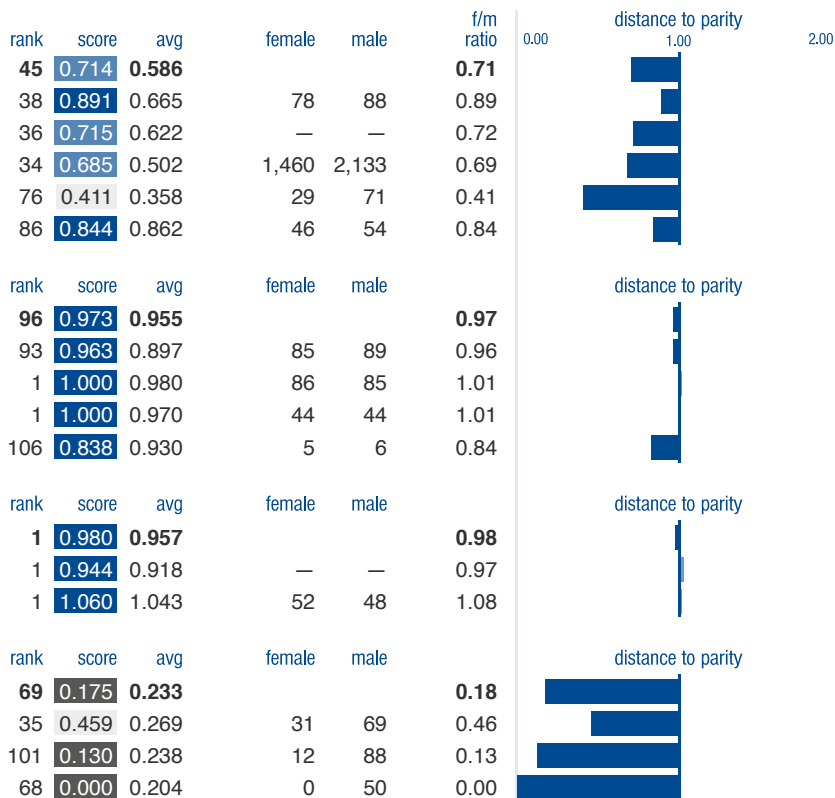 f/m distance to parity
rank score avg female male ratio 0.00 1.00 2.00
45 0.714 0.586 0.71
38 0.891 0.665 78 88 0.89
36 0.715 0.622 — — 0.72
34 0.685 0.502 1,460 2,133 0.69
76 0.411 0.358 29 71 0.41
86 0.844 0.862 46 54 0.84
rank score avg female male distance to parity
96 0.973 0.955 0.97
93 0.963 0.897 85 89 0.96
1 1.000 0.980 86 85 1.01
1 1.000 0.970 44 44 1.01
106 0.838 0.930 5 6 0.84
rank score avg female male distance to parity
1 0.980 0.957 0.98
1 0.944 0.918 — — 0.97
1 1.060 1.043 52 48 1.08
rank score avg female male distance to parity
69 0.175 0.233 0.18
35 0.459 0.269 31 69 0.46
101 0.130 0.238 12 88 0.13
68 0.000 0.204 0 50 0.00